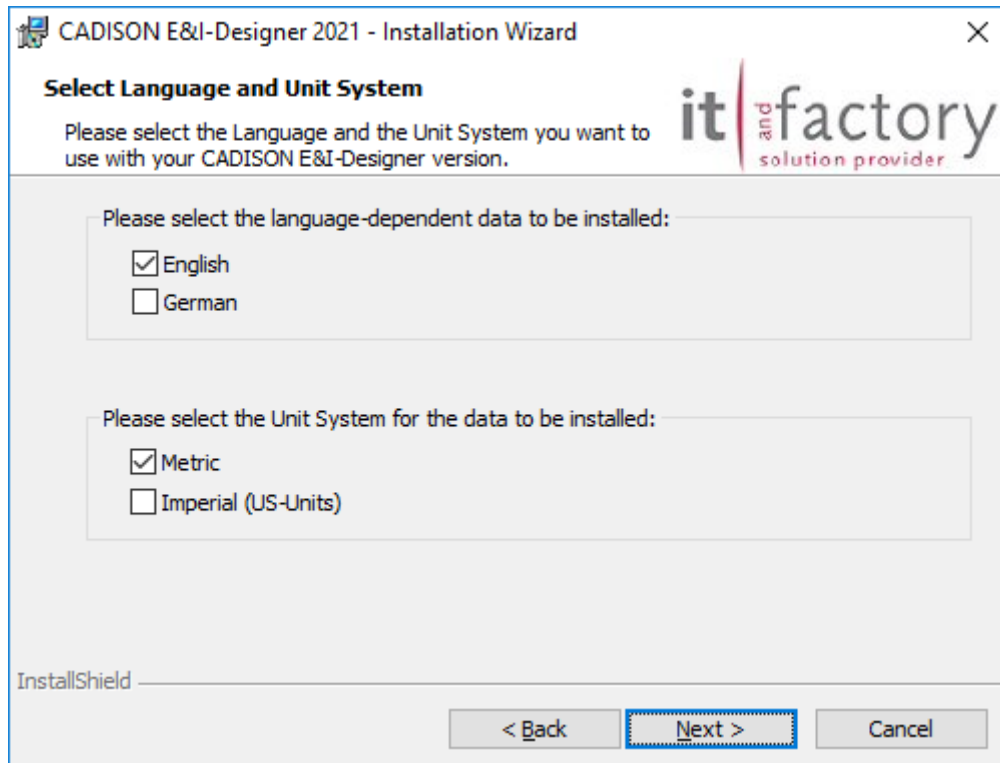 CADISON E&I-Designer 2021 - Installation Wizard
Select Language and Unit System
Please select the Language and the Unit System you want to
use with your CADISON E&I-Designer version.
it and factory
solution provider
Please select the language-dependent data to be installed:
English
German
Please select the Unit System for the data to be installed:
Metric
Imperial (US-Units)
InstallShield
< Back
Next >
Cancel